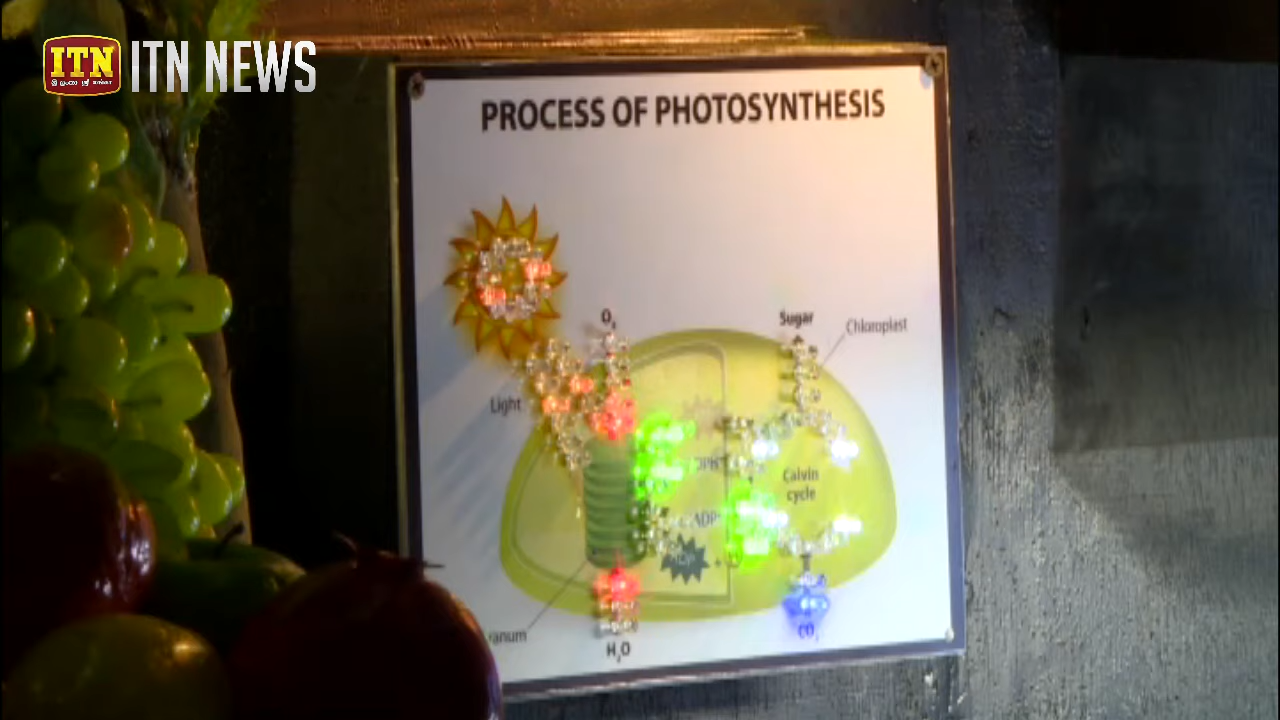 ITN
ITN NEWS
PROCESS OF PHOTOSYNTHESIS
O₂
Sugar
Chloroplast
Light
Calvin
cycle
ADP
CO₂
H₂O